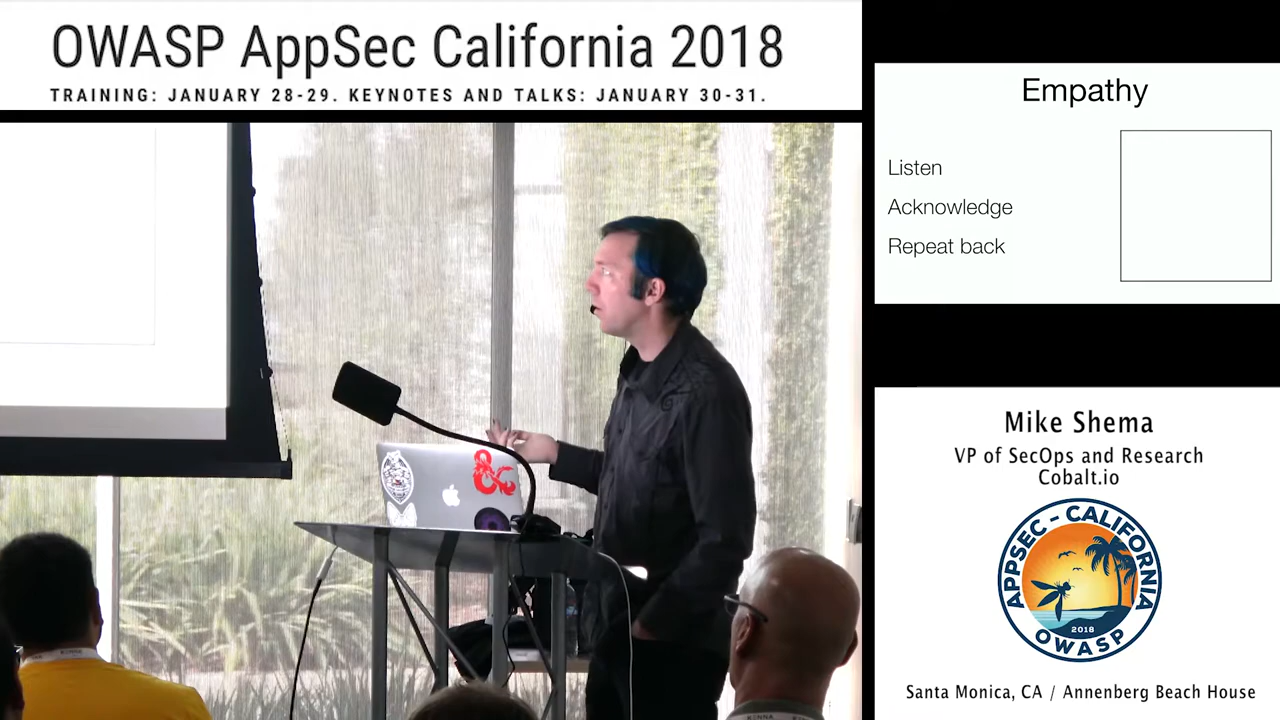 OWASP AppSec California 2018
TRAINING: JANUARY 28-29. KEYNOTES AND TALKS: JANUARY 30-31.
Empathy
Listen
Acknowledge
Repeat back
Mike Shema
VP of SecOps and Research
Cobalt.io
APPSEC - CALIFORNIA
2018
OWASP
Santa Monica, CA / Annenberg Beach House